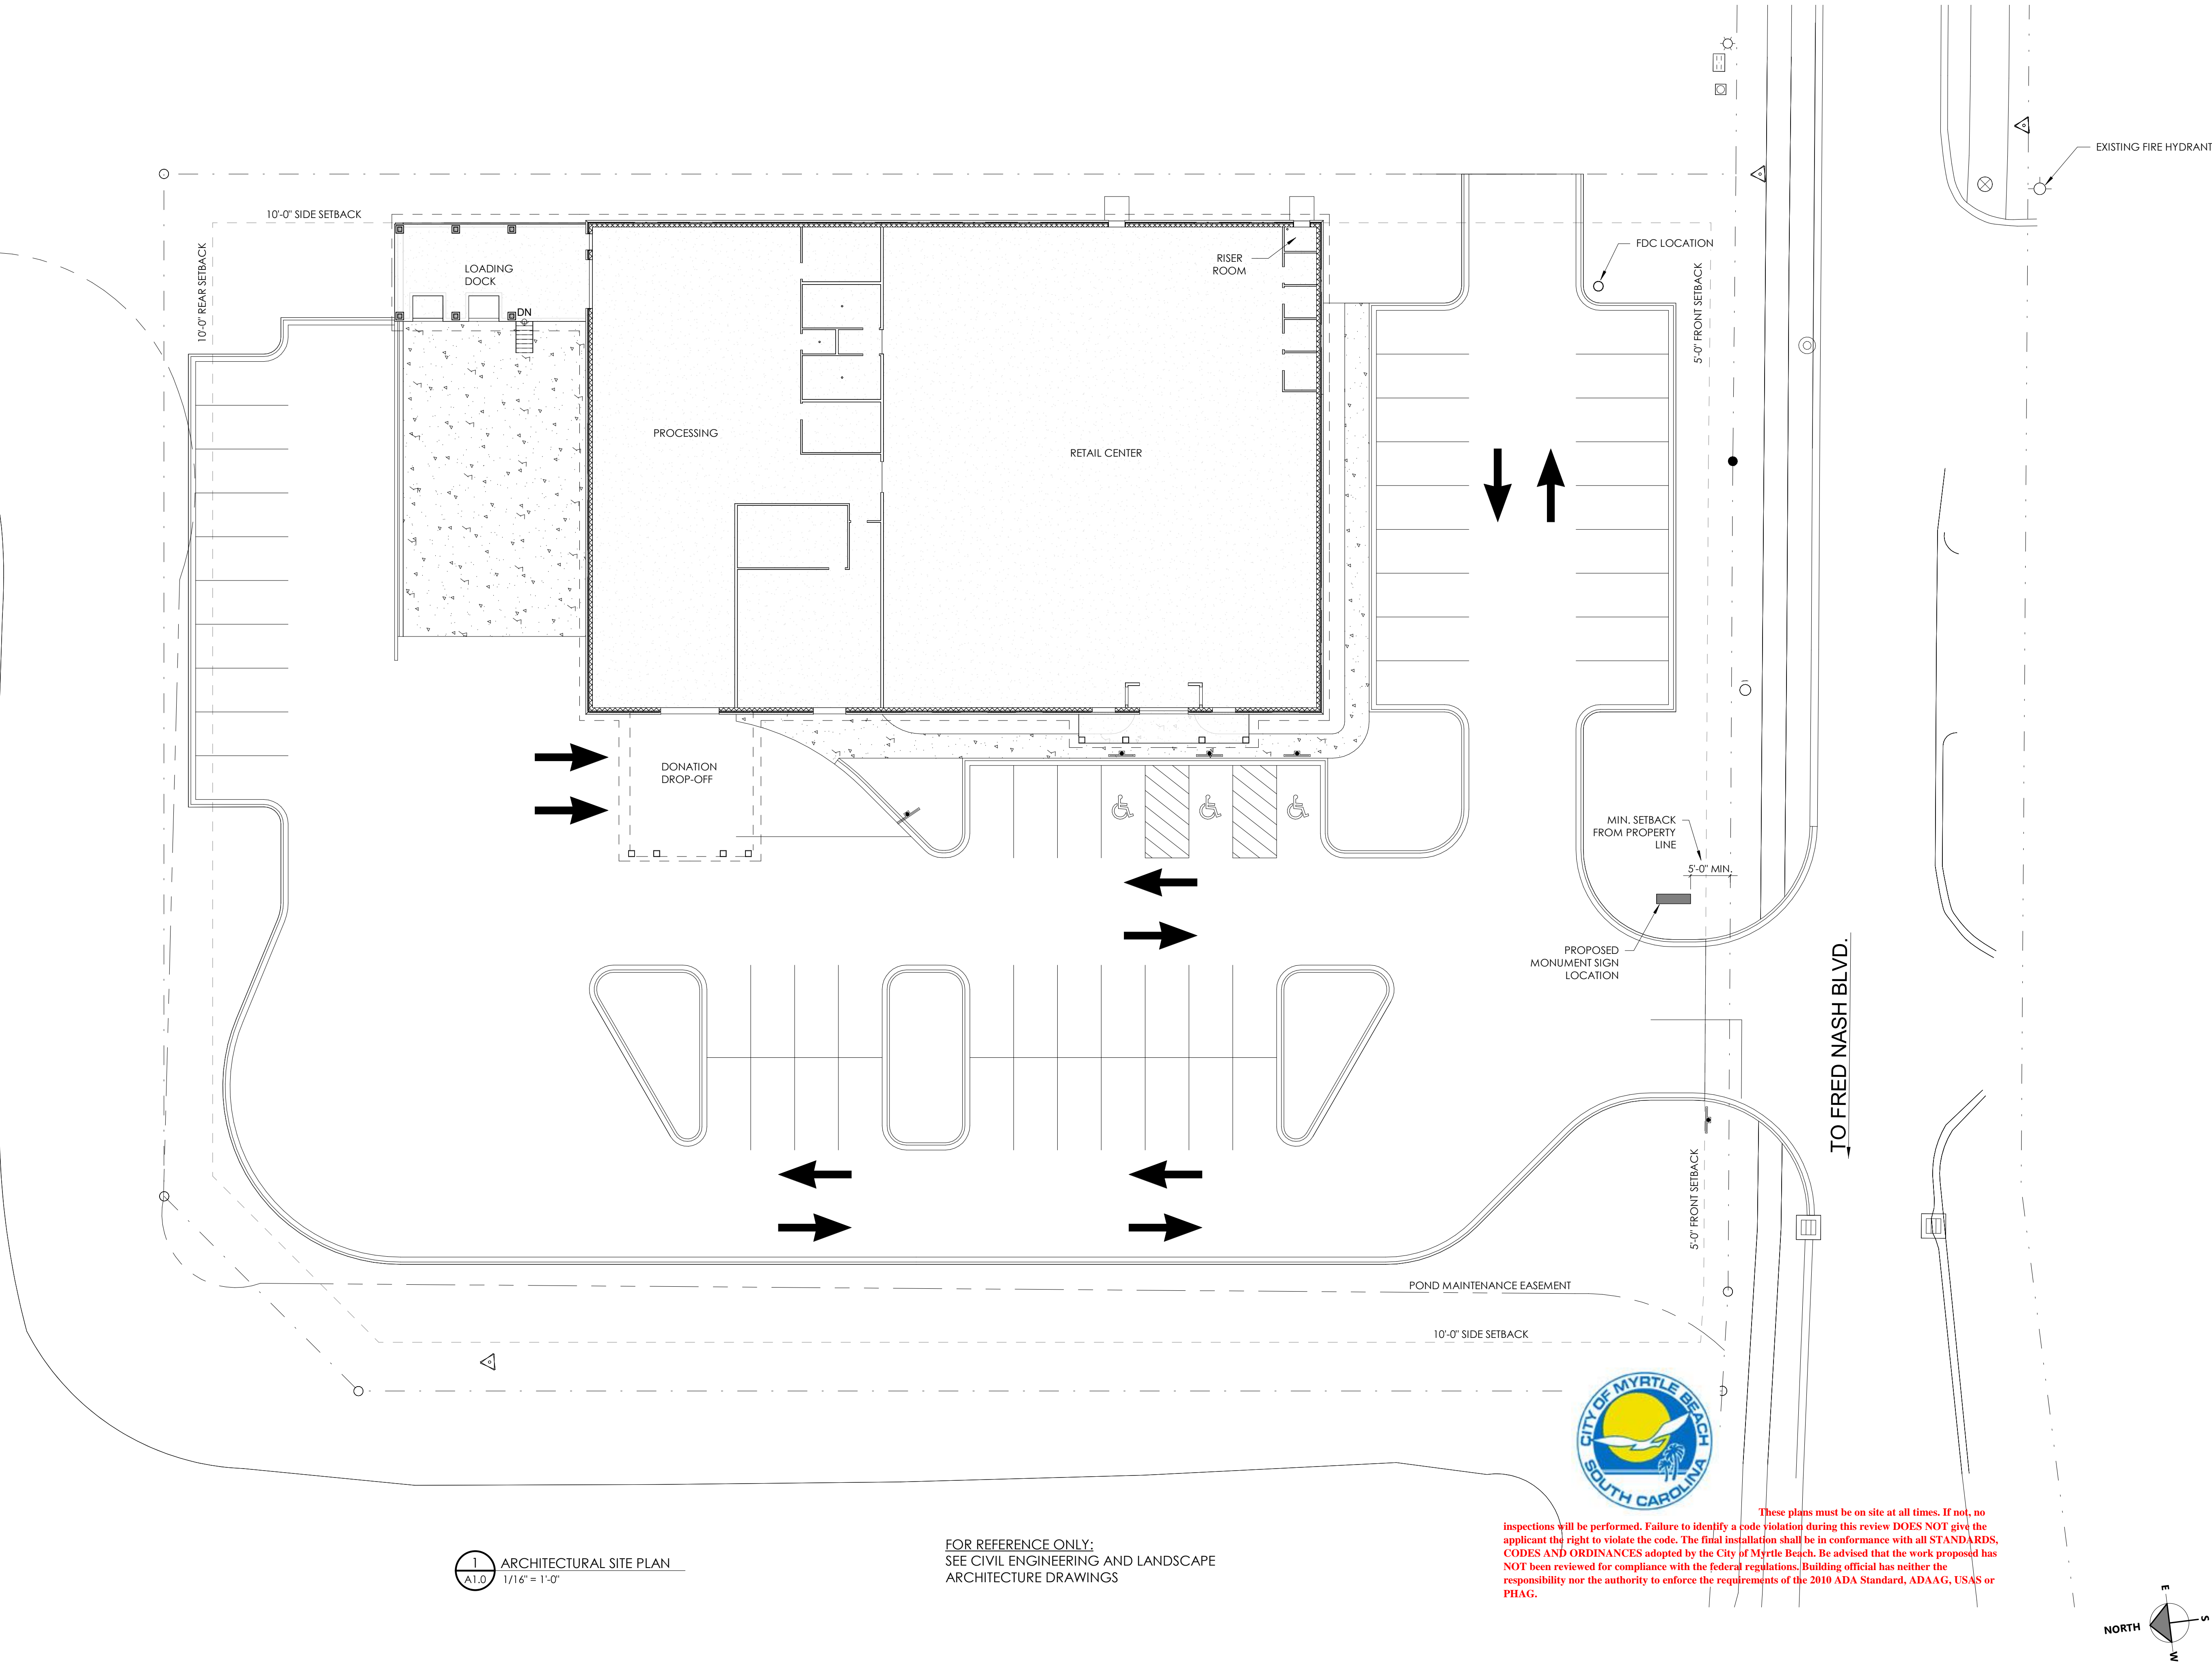 EXISTING FIRE HYDRANT
10'-0" SIDE SETBACK
10'-0" REAR SETBACK
LOADING
DOCK
DN
RISER
ROOM
FDC LOCATION
5'-0" FRONT SETBACK
PROCESSING
RETAIL CENTER
DONATION
DROP-OFF
MIN. SETBACK
FROM PROPERTY
LINE
5'-0" MIN.
PROPOSED
MONUMENT SIGN
LOCATION
TO FRED NASH BLVD.
5'-0" FRONT SETBACK
POND MAINTENANCE EASEMENT
10'-0" SIDE SETBACK
CITY OF MYRTLE BEACH
SOUTH CAROLINA
These plans must be on site at all times. If not, no
inspections will be performed. Failure to identify a code violation during this review DOES NOT give the
applicant the right to violate the code. The final installation shall be in conformance with all STANDARDS,
CODES AND ORDINANCES adopted by the City of Myrtle Beach. Be advised that the work proposed has
NOT been reviewed for compliance with the federal regulations. Building official has neither the
responsibility nor the authority to enforce the requirements of the 2010 ADA Standard, ADAAG, USAS or
PHAG.
1
A1.0
ARCHITECTURAL SITE PLAN
1/16" = 1'-0"
FOR REFERENCE ONLY:
SEE CIVIL ENGINEERING AND LANDSCAPE
ARCHITECTURE DRAWINGS
E
S
NORTH
W